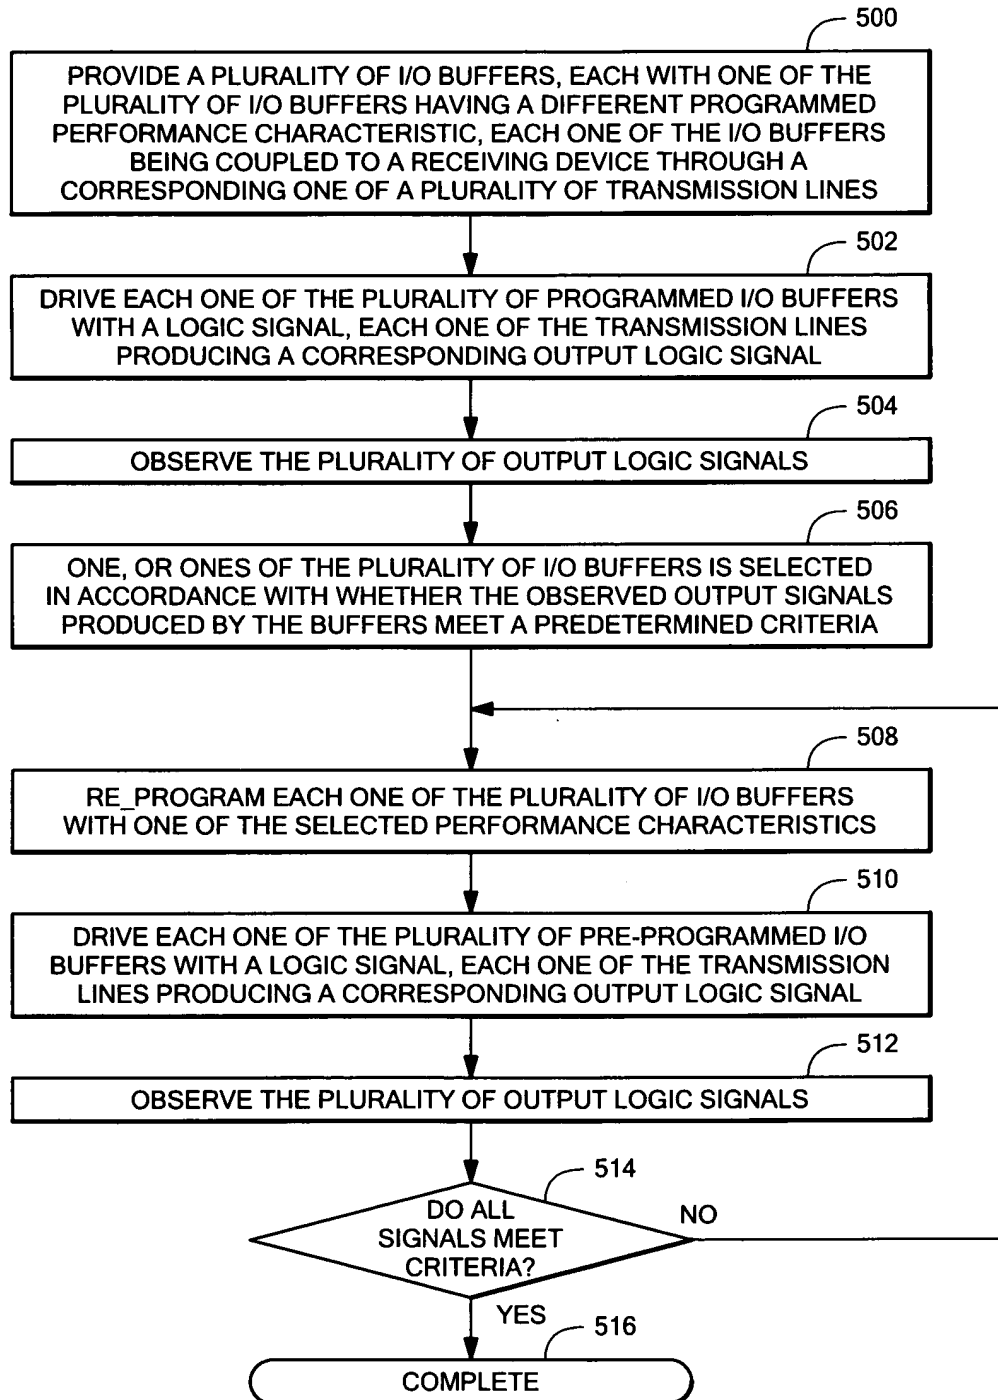 500
PROVIDE A PLURALITY OF I/O BUFFERS, EACH WITH ONE OF THE
PLURALITY OF I/O BUFFERS HAVING A DIFFERENT PROGRAMMED
PERFORMANCE CHARACTERISTIC, EACH ONE OF THE I/O BUFFERS
BEING COUPLED TO A RECEIVING DEVICE THROUGH A
CORRESPONDING ONE OF A PLURALITY OF TRANSMISSION LINES
502
DRIVE EACH ONE OF THE PLURALITY OF PROGRAMMED I/O BUFFERS
WITH A LOGIC SIGNAL, EACH ONE OF THE TRANSMISSION LINES
PRODUCING A CORRESPONDING OUTPUT LOGIC SIGNAL
504
OBSERVE THE PLURALITY OF OUTPUT LOGIC SIGNALS
506
ONE, OR ONES OF THE PLURALITY OF I/O BUFFERS IS SELECTED
IN ACCORDANCE WITH WHETHER THE OBSERVED OUTPUT SIGNALS
PRODUCED BY THE BUFFERS MEET A PREDETERMINED CRITERIA
508
RE_PROGRAM EACH ONE OF THE PLURALITY OF I/O BUFFERS
WITH ONE OF THE SELECTED PERFORMANCE CHARACTERISTICS
510
DRIVE EACH ONE OF THE PLURALITY OF PRE-PROGRAMMED I/O
BUFFERS WITH A LOGIC SIGNAL, EACH ONE OF THE TRANSMISSION
LINES PRODUCING A CORRESPONDING OUTPUT LOGIC SIGNAL
512
OBSERVE THE PLURALITY OF OUTPUT LOGIC SIGNALS
514
DO ALL
SIGNALS MEET
CRITERIA?
NO
YES
516
COMPLETE